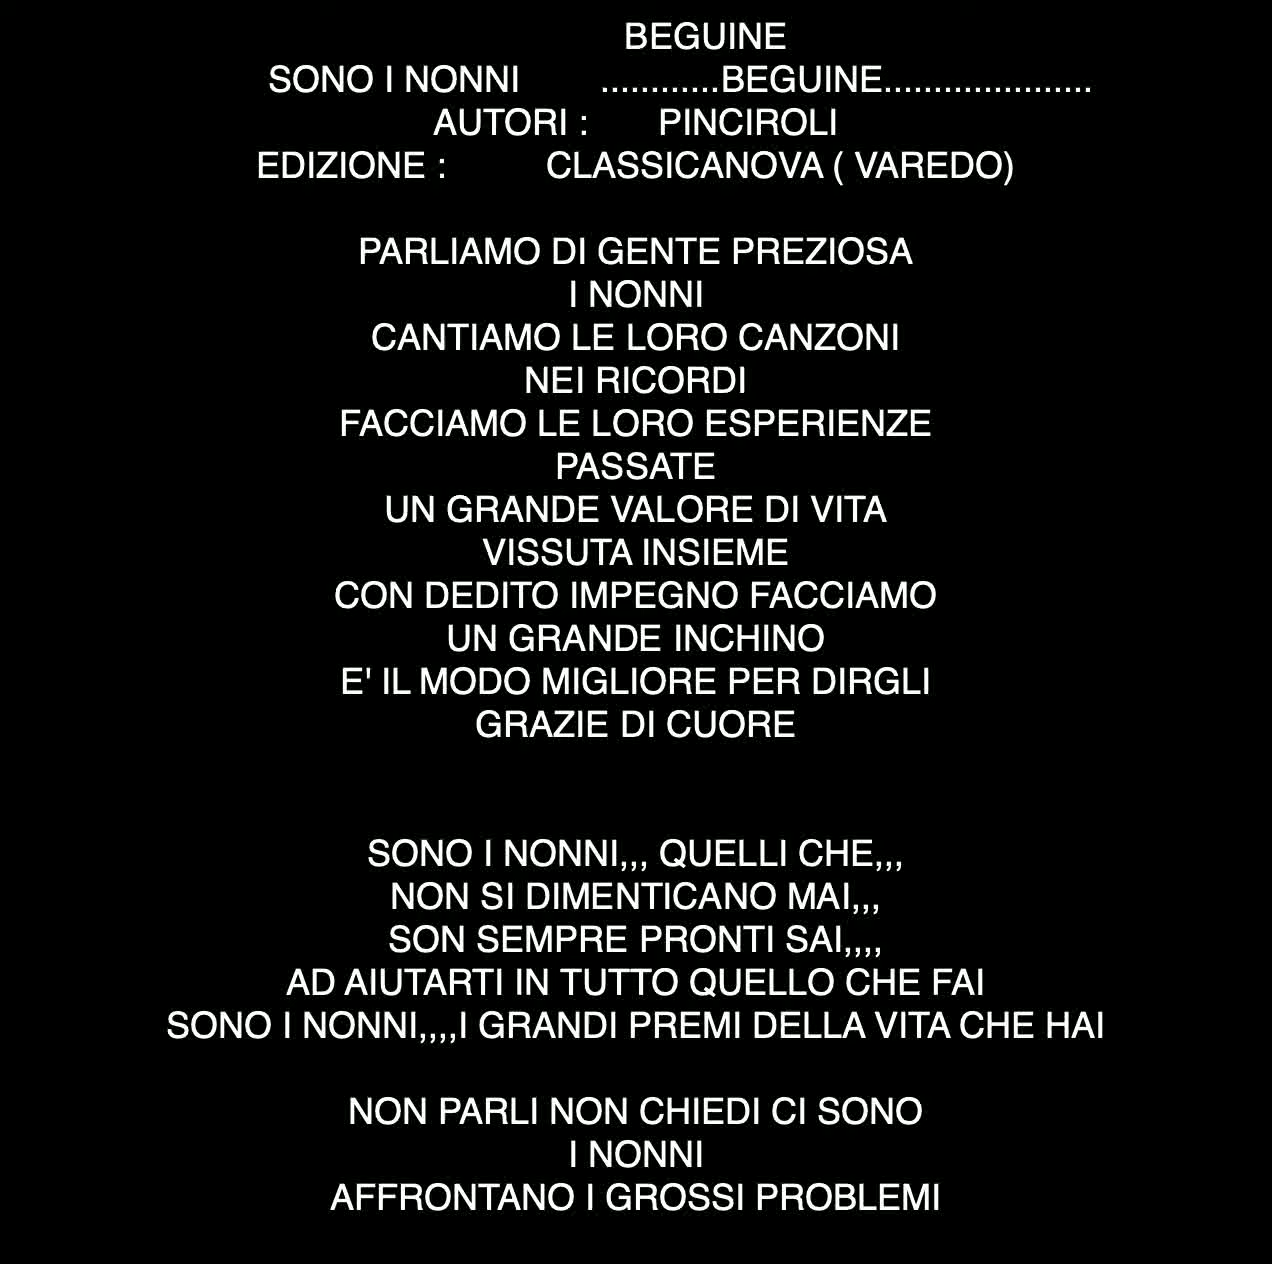 BEGUINE
SONO I NONNI ............BEGUINE.....................
AUTORI : PINCIROLI
EDIZIONE : CLASSICANOVA ( VAREDO)
PARLIAMO DI GENTE PREZIOSA
I NONNI
CANTIAMO LE LORO CANZONI
NEI RICORDI
FACCIAMO LE LORO ESPERIENZE
PASSATE
UN GRANDE VALORE DI VITA
VISSUTA INSIEME
CON DEDITO IMPEGNO FACCIAMO
UN GRANDE INCHINO
E' IL MODO MIGLIORE PER DIRGLI
GRAZIE DI CUORE
SONO I NONNI,,, QUELLI CHE,,,
NON SI DIMENTICANO MAI,,,
SON SEMPRE PRONTI SAI,,,,
AD AIUTARTI IN TUTTO QUELLO CHE FAI
SONO I NONNI,,,,I GRANDI PREMI DELLA VITA CHE HAI
NON PARLI NON CHIEDI CI SONO
I NONNI
AFFRONTANO I GROSSI PROBLEMI